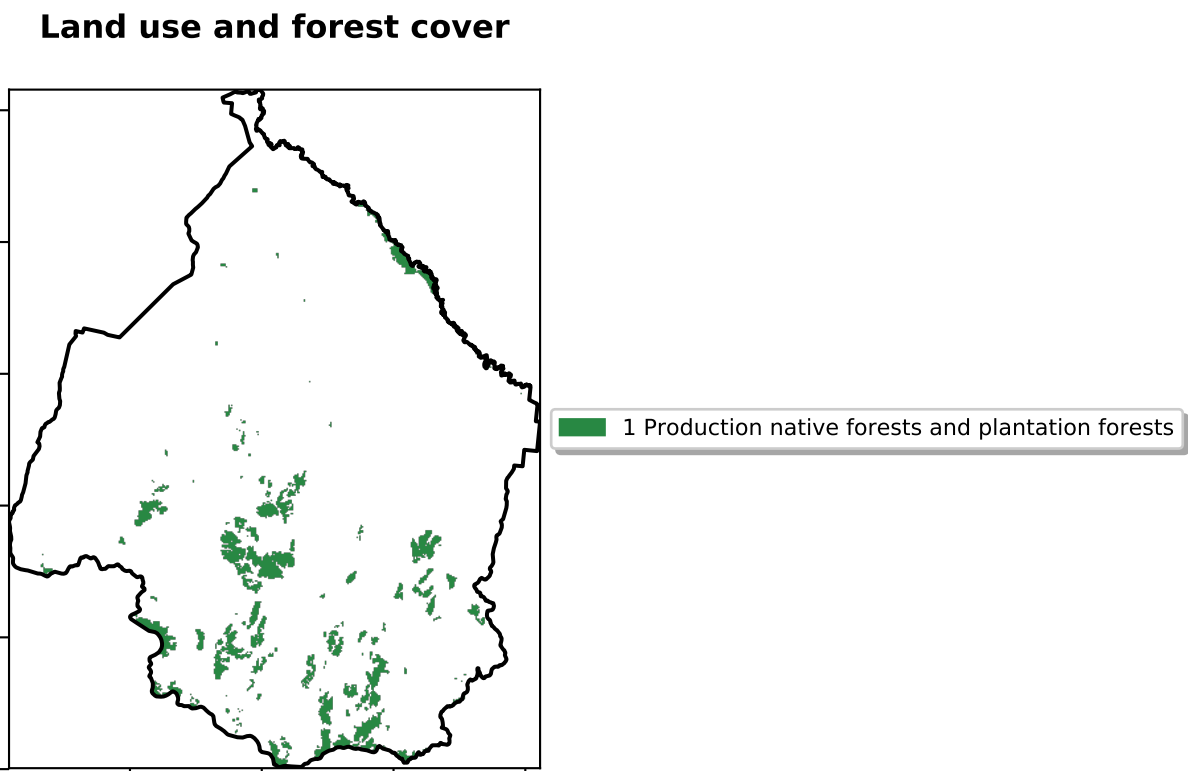 Land use and forest cover
1 Production native forests and plantation forests